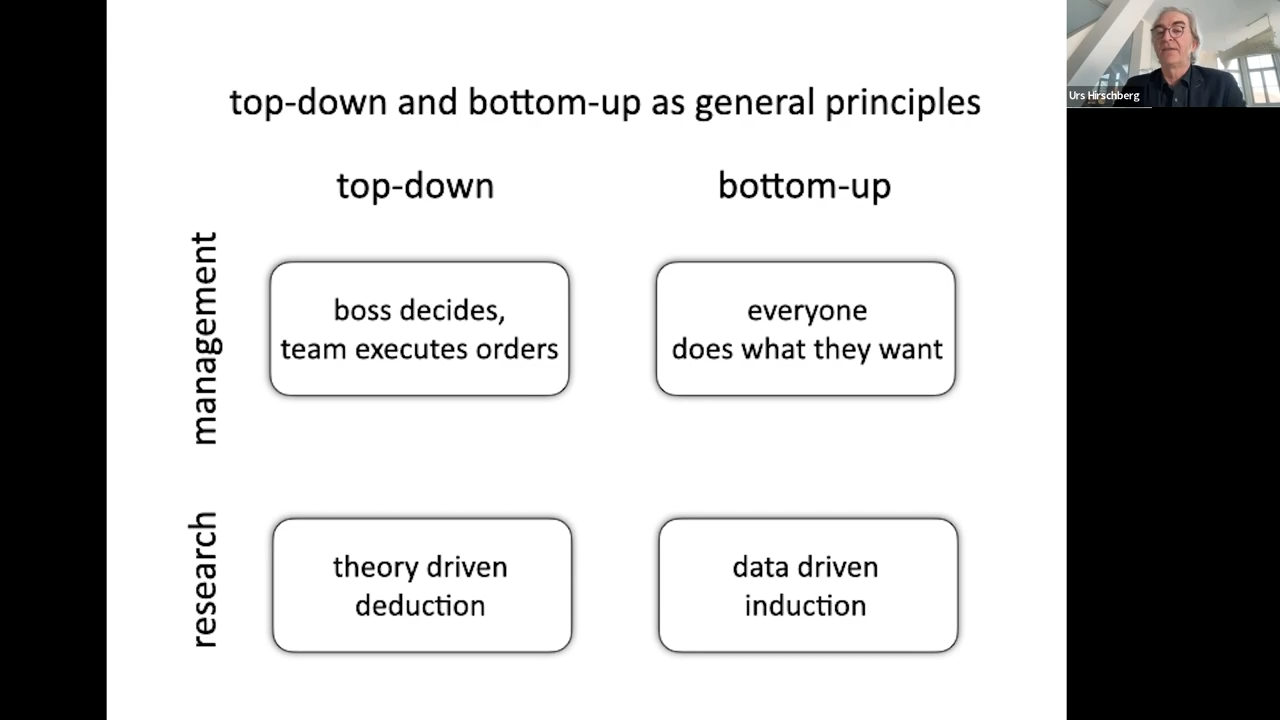 top-down and bottom-up as general principles
top-down
bottom-up
management
boss decides,
team executes orders
everyone
does what they want
research
theory driven
deduction
data driven
induction
Urs Hirschberg